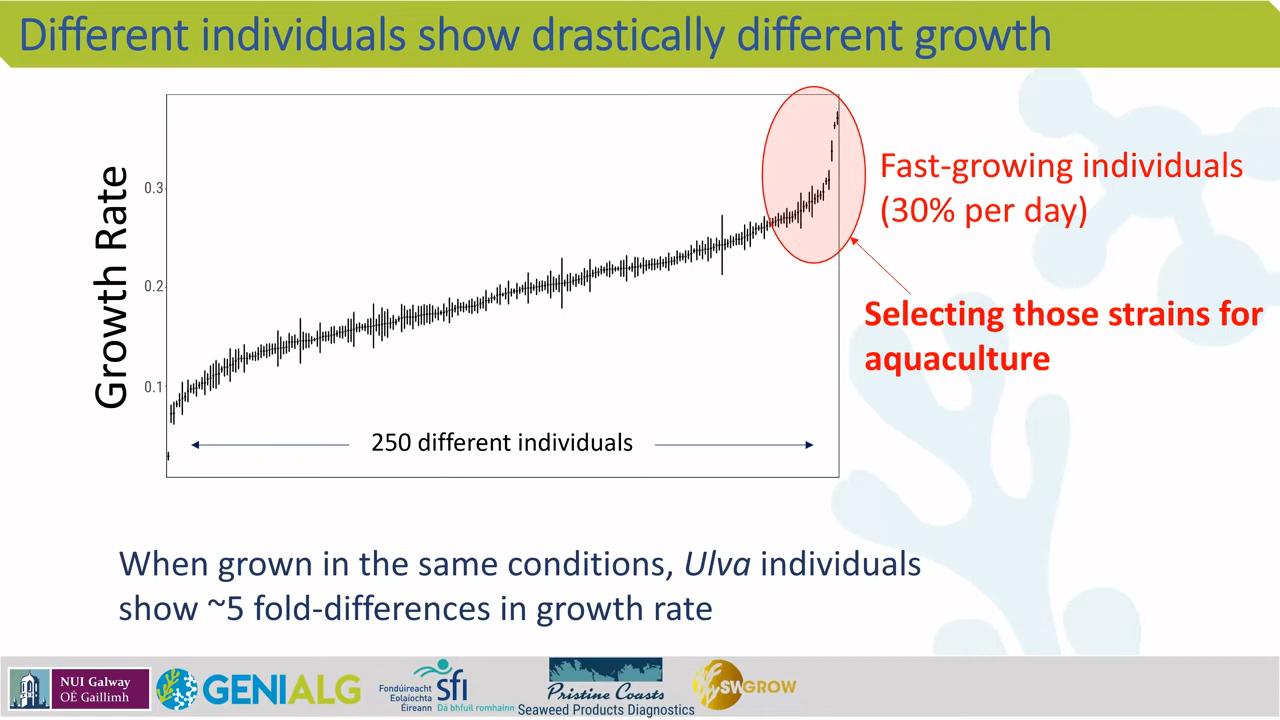 Different individuals show drastically different growth
Growth Rate
0.3
0.2
0.1
250 different individuals
Fast-growing individuals
(30% per day)
Selecting those strains for
aquaculture
When grown in the same conditions, Ulva individuals
show ~5 fold-differences in growth rate
NUI Galway
OÉ Gaillimh
GENIALG
Fondúireacht
Eolaíochta
Éireann
sfi
Dá bhfuil romhainn
Pristine Coasts
Seaweed Products Diagnostics
SWGROW